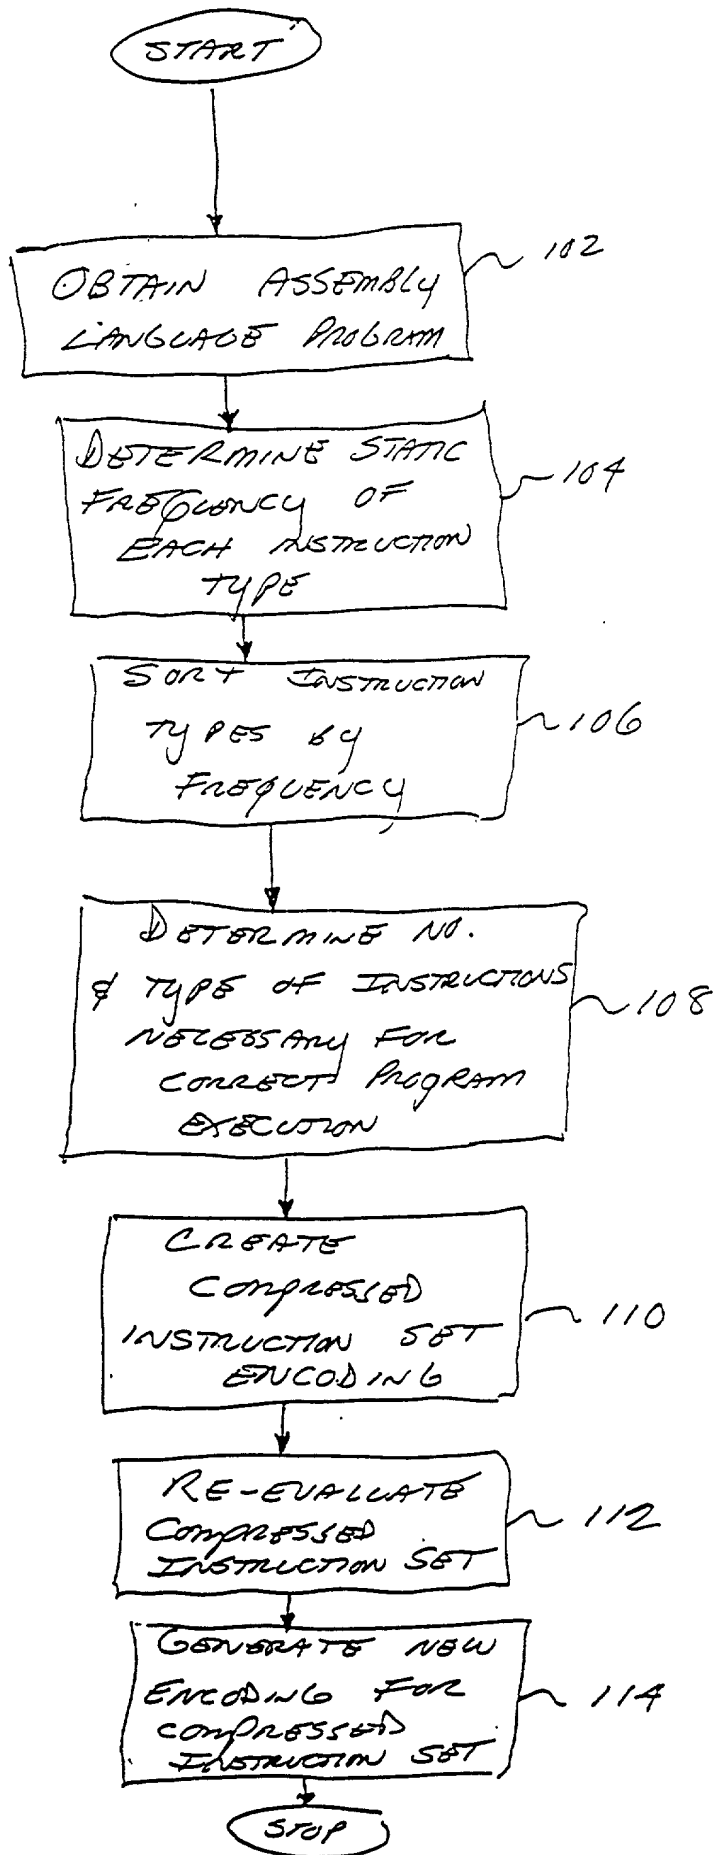 START
OBTAIN ASSEMBLY
LANGUAGE PROGRAM
102
DETERMINE STATIC
FREQUENCY OF
EACH INSTRUCTION
TYPE
104
SORT INSTRUCTION
TYPES BY
FREQUENCY
106
DETERMINE NO.
& TYPE OF INSTRUCTIONS
NECESSARY FOR
CORRECT PROGRAM
EXECUTION
108
CREATE
COMPRESSED
INSTRUCTION SET
ENCODING
110
RE-EVALUATE
COMPRESSED
INSTRUCTION SET
112
GENERATE NEW
ENCODING FOR
COMPRESSED
INSTRUCTION SET
114
STOP